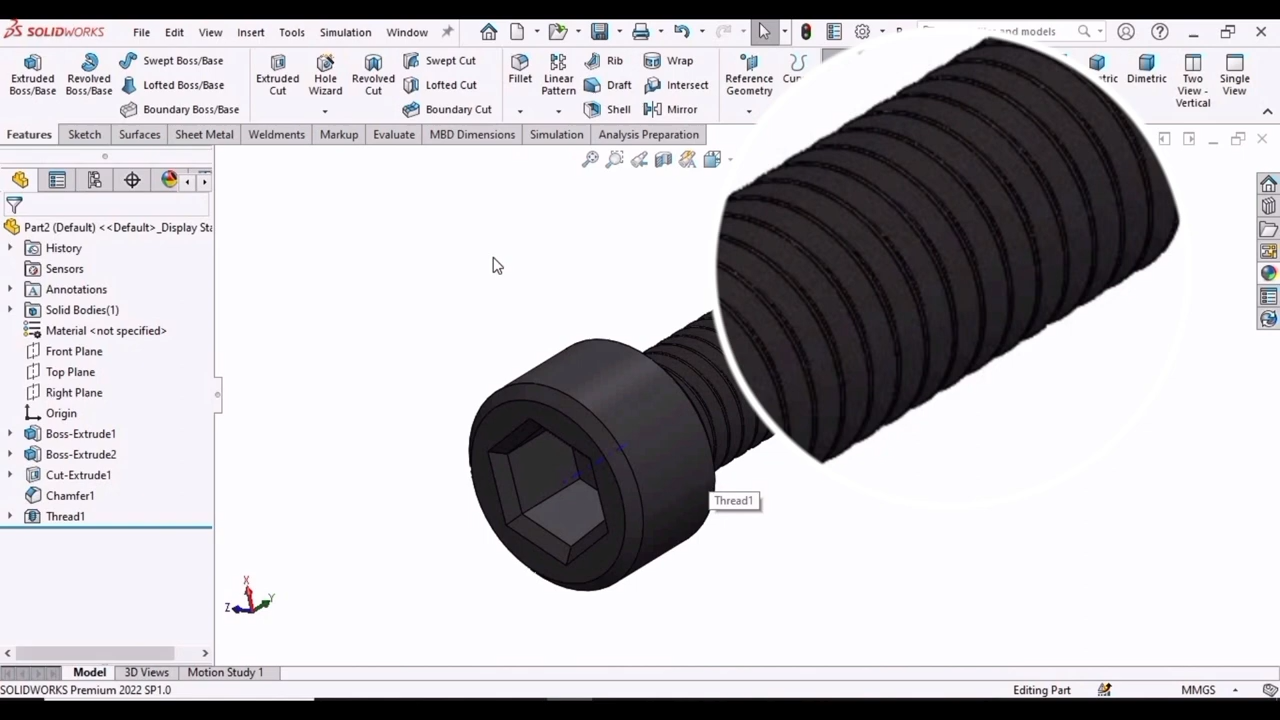 SOLIDWORKS File Edit View Insert Tools Simulation Window
and models
Extruded Boss/Base
Revolved Boss/Base
Swept Boss/Base
Lofted Boss/Base
Boundary Boss/Base
Extruded Cut
Hole Wizard
Revolved Cut
Swept Cut
Lofted Cut
Boundary Cut
Fillet
Linear Pattern
Rib
Draft
Shell
Wrap
Intersect
Mirror
Reference Geometry
Dimetric
Two View - Vertical
Single View
Features Sketch Surfaces Sheet Metal Weldments Markup Evaluate MBD Dimensions Simulation Analysis Preparation
Part2 (Default) <<Default>_Display Sta
History
Sensors
Annotations
Solid Bodies(1)
Material <not specified>
Front Plane
Top Plane
Right Plane
Origin
Boss-Extrude1
Boss-Extrude2
Cut-Extrude1
Chamfer1
Thread1
Thread1
X
Y
Z
Model 3D Views Motion Study 1
SOLIDWORKS Premium 2022 SP1.0 Editing Part MMGS